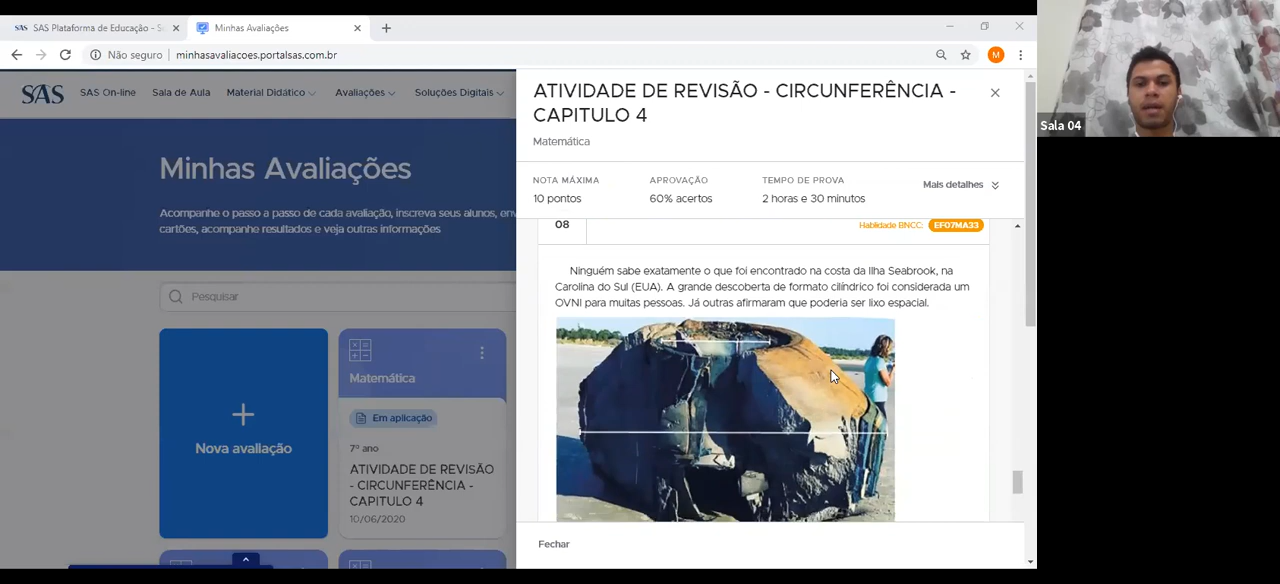 SAS SAS Plataforma de Educação - S
Minhas Avaliações
Não seguro | minhasavaliacoes.portalsas.com.br
M
SAS SAS On-line Sala de Aula Material Didático Avaliações Soluções Digitais
Minhas Avaliações
Acompanhe o passo a passo de cada avaliação, inscreva seus alunos,
cartões, acompanhe resultados e veja outras informações
Pesquisar
Nova avaliação
Matemática
Em aplicação
7º ano
ATIVIDADE DE REVISÃO
- CIRCUNFERÊNCIA -
CAPITULO 4
10/06/2020
ATIVIDADE DE REVISÃO - CIRCUNFERÊNCIA -
CAPITULO 4
Matemática
NOTA MÁXIMA APROVAÇÃO TEMPO DE PROVA
10 pontos 60% acertos 2 horas e 30 minutos
Mais detalhes
08 Habilidade BNCC: EF07MA33
Ninguém sabe exatamente o que foi encontrado na costa da Ilha Seabrook, na
Carolina do Sul (EUA). A grande descoberta de formato cilíndrico foi considerada um
OVNI para muitas pessoas. Já outras afirmaram que poderia ser lixo espacial.
Fechar
Sala 04